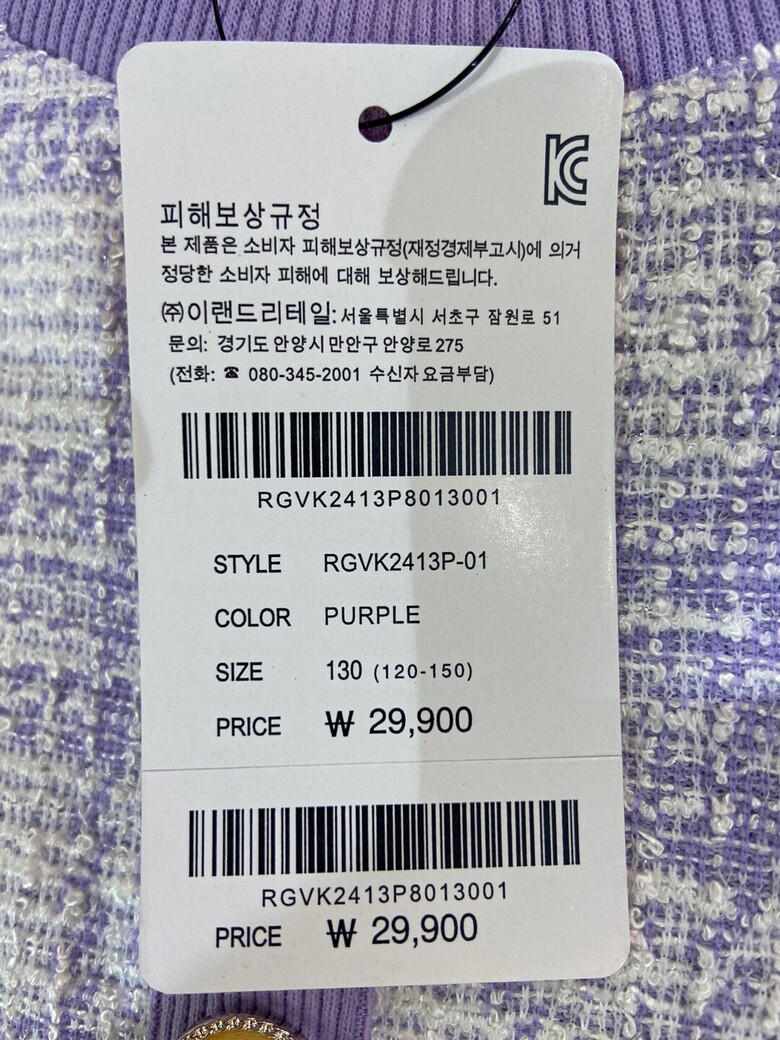 KC
피해보상규정
본 제품은 소비자 피해보상규정(재정경제부고시)에 의거
정당한 소비자 피해에 대해 보상해드립니다.
㈜이랜드리테일: 서울특별시 서초구 잠원로 51
문의: 경기도 안양시 만안구 안양로 275
(전화: ☎ 080-345-2001 수신자 요금부담)
RGVK2413P8013001
STYLE RGVK2413P-01
COLOR PURPLE
SIZE 130 (120-150)
PRICE ₩ 29,900
RGVK2413P8013001
PRICE ₩ 29,900